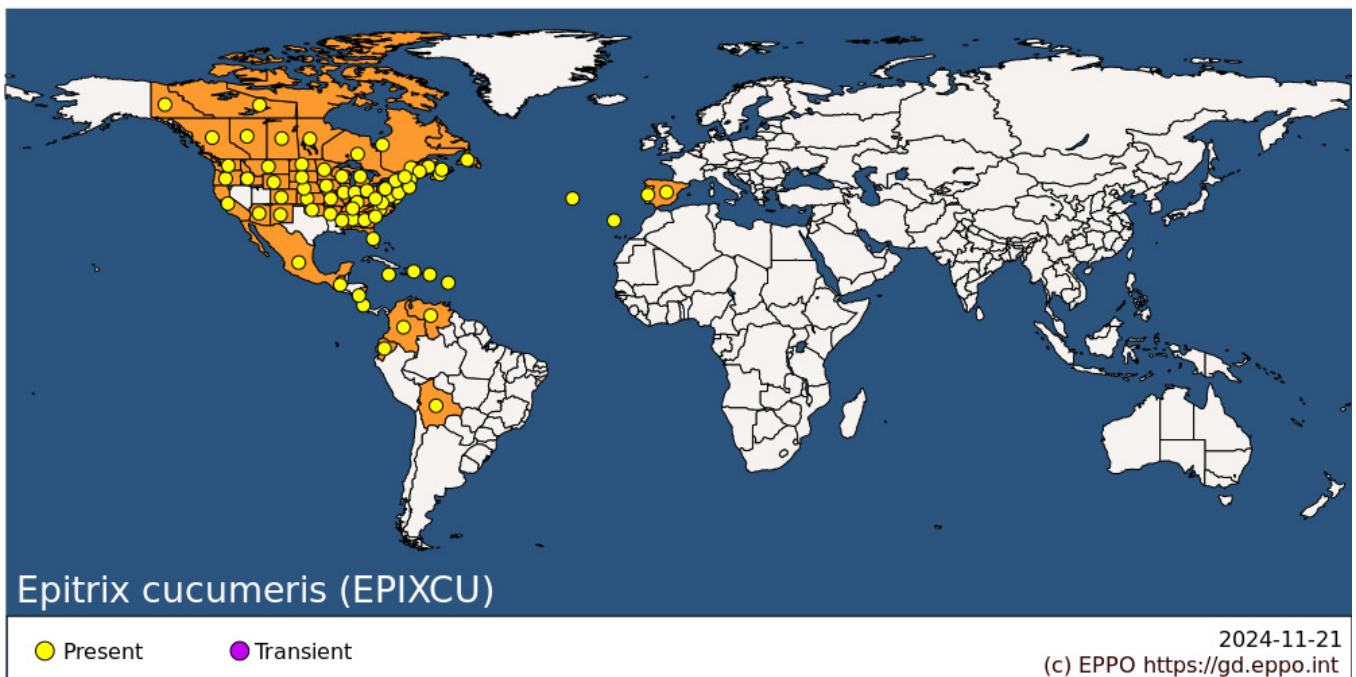 Epitrix cucumeris (EPIXCU)
Present
Transient
2024-11-21
(c) EPPO https://gd.eppo.int